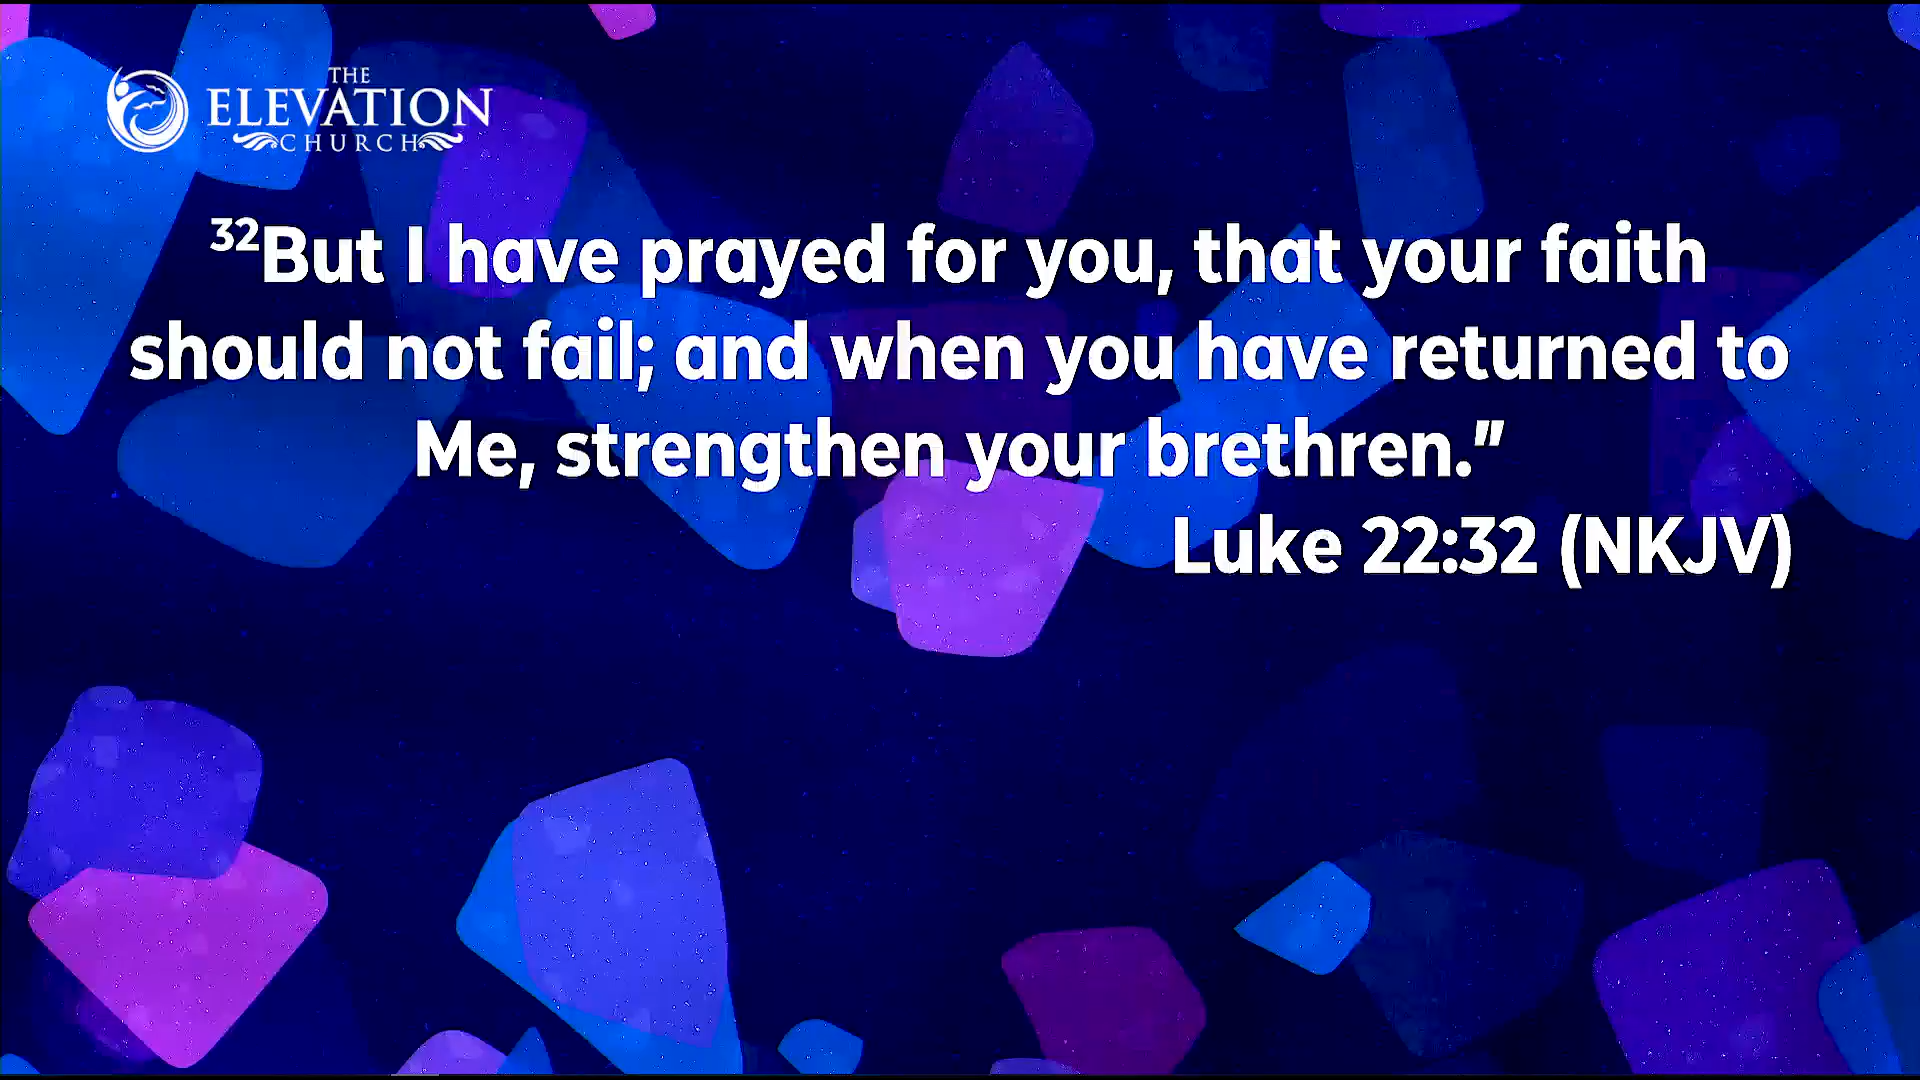 THE
ELEVATION
CHURCH
³²But I have prayed for you, that your faith
should not fail; and when you have returned to
Me, strengthen your brethren.”
Luke 22:32 (NKJV)